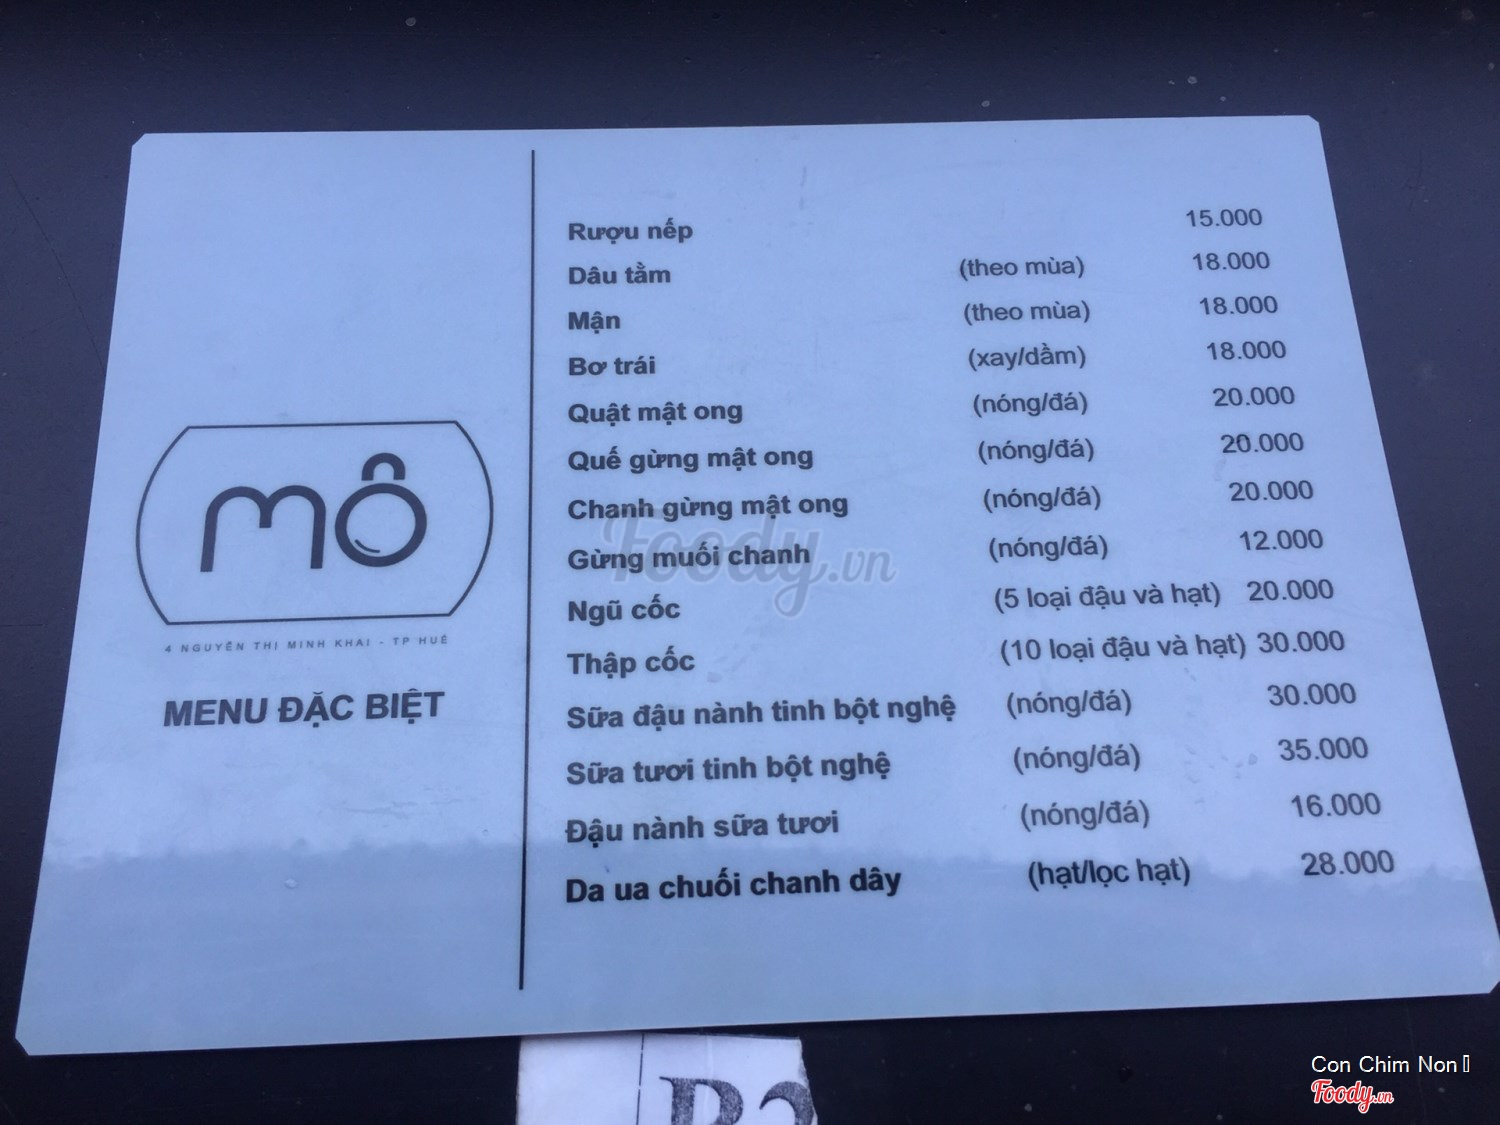 mô
4 NGUYỄN THỊ MINH KHAI - TP HUẾ
MENU ĐẶC BIỆT
Rượu nếp 15.000
Dâu tằm (theo mùa) 18.000
Mận (theo mùa) 18.000
Bơ trái (xay/dầm) 18.000
Quật mật ong (nóng/đá) 20.000
Quế gừng mật ong (nóng/đá) 20.000
Chanh gừng mật ong (nóng/đá) 20.000
Gừng muối chanh (nóng/đá) 12.000
Ngũ cốc (5 loại đậu và hạt) 20.000
Thập cốc (10 loại đậu và hạt) 30.000
Sữa đậu nành tinh bột nghệ (nóng/đá) 30.000
Sữa tươi tinh bột nghệ (nóng/đá) 35.000
Đậu nành sữa tươi (nóng/đá) 16.000
Da ua chuối chanh dây (hạt/lọc hạt) 28.000
Foody.vn
Con Chim Non
Foody.vn